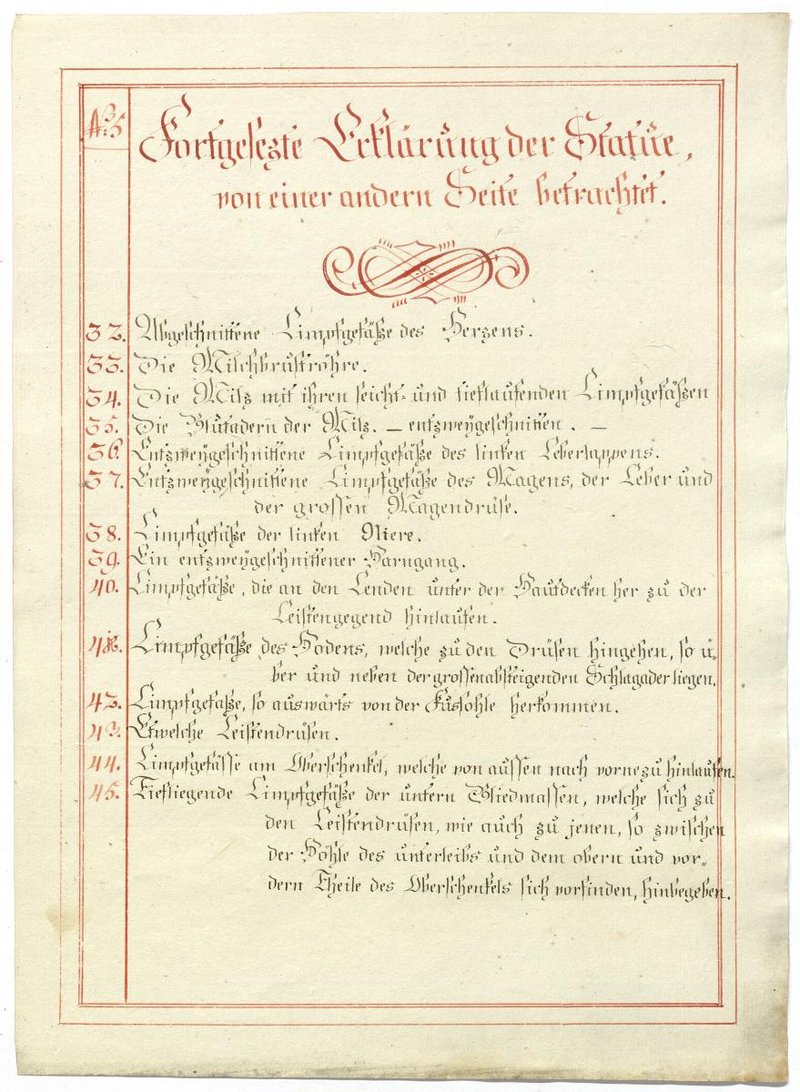 No: 5
Fortgesezte Erklärung der Statue,
von einer andern Seite betrachtet.
32. Abgeschnittene Limpfgefäße des Herzens.
33. Die Milchbruströhre.
34. Die Milz mit ihren seicht- und tieflaufenden Limpfgefäßen
35. Die Blutadern der Milz. – entzweygeschnitten. –
36. Entzweygeschnittene Limpfgefäße des linken Leberlappens.
37. Entzweygeschnittene Limpfgefäße des Magens, der Leber und
der grossen Magendrüse.
38. Limpfgefäße der linken Niere.
39. Ein entzweygeschnittener Harngang.
40. Limpfgefäße, die an den Lenden unter den Hautdecken her zu der
Leistengegend hinlaufen.
41. Limpfgefäße des Hodens, welche zu den Drüsen hingehen, so ü-
ber und neben der grossen absteigenden Schlagader liegen.
42. Limpfgefäße, so auswärts von der Fussohle herkommen.
43. Etwelche Leistendrüsen.
44. Limpfgefässe am Oberschenkel, welche von aussen nach vorne zu hinlaufen.
45. Tiefliegende Limpfgefäße der untern Gliedmassen, welche sich zu
den Leistendrüsen, wie auch zu jenen, so zwischen
der Höhle des unterleibs und dem obern und vor-
dern Theile des Oberschenkels sich vorfinden, hinbegeben.